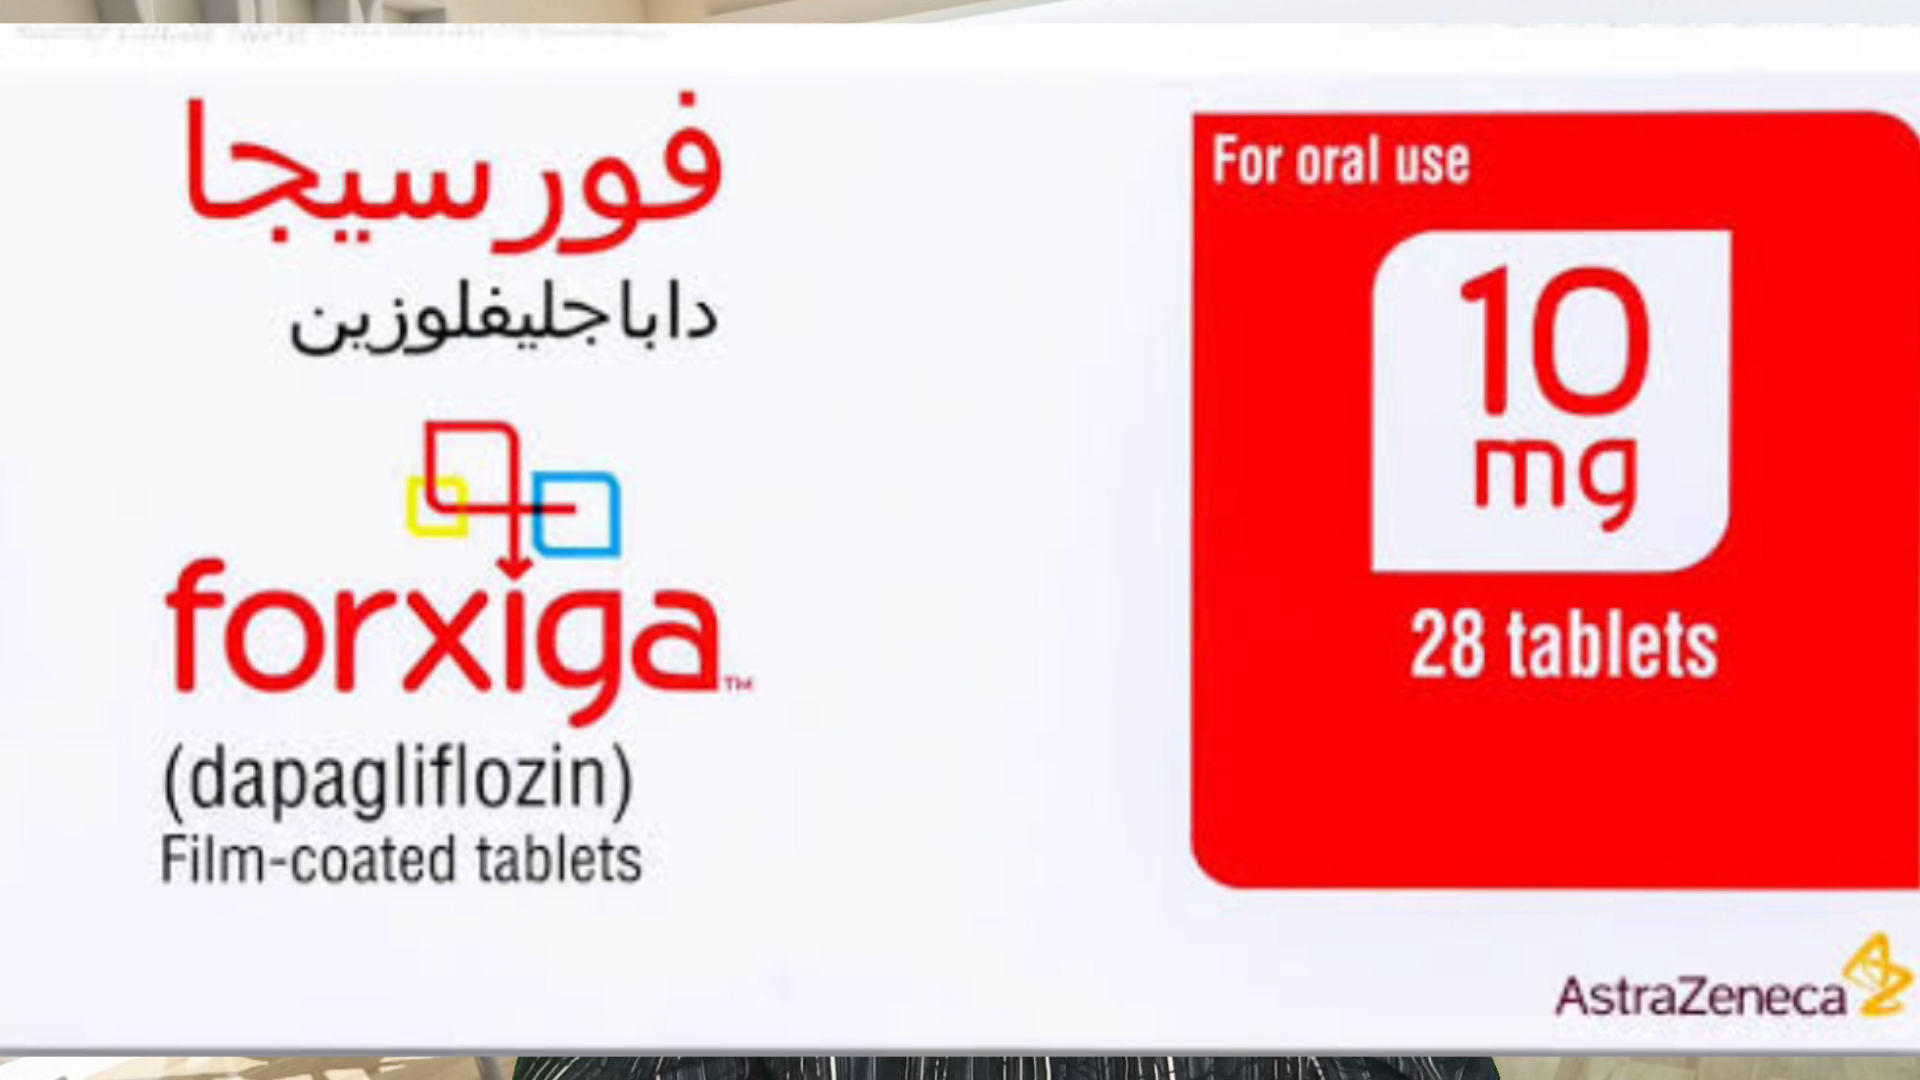 فورسيجا
داباجليفلوزين
forxiga™
(dapagliflozin)
Film-coated tablets
For oral use
10
mg
28 tablets
AstraZeneca